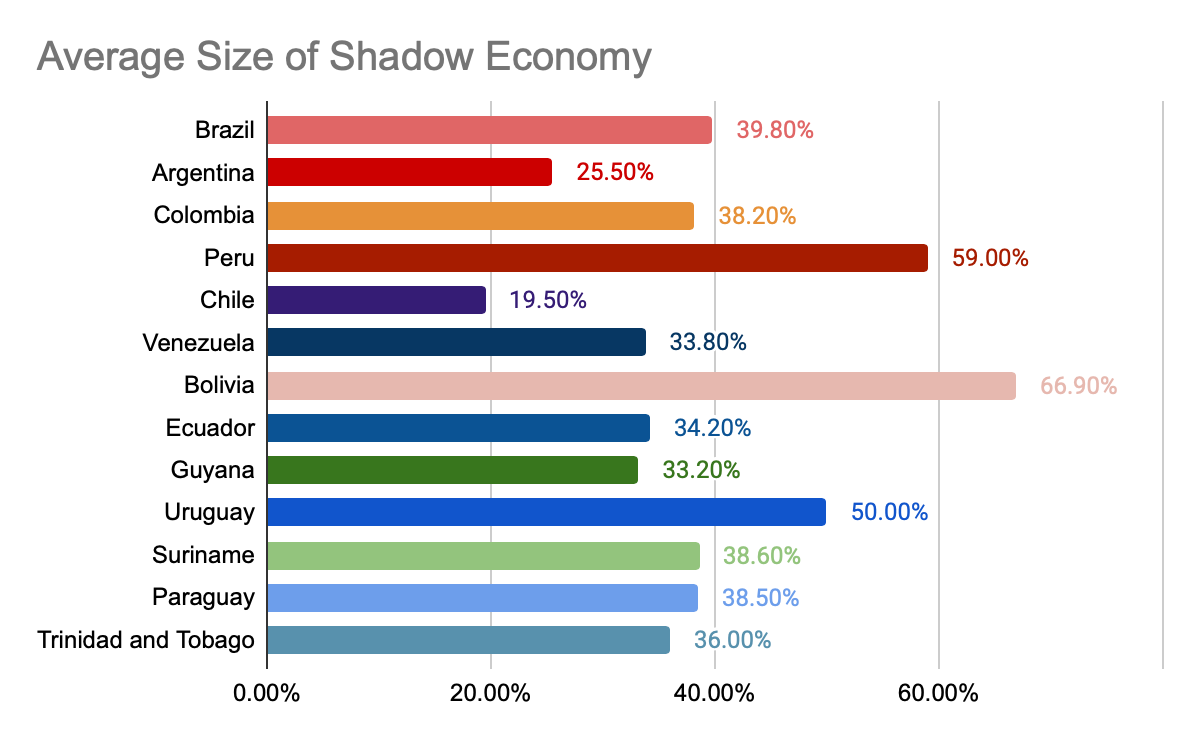 Average Size of Shadow Economy
Brazil 39.80%
Argentina 25.50%
Colombia 38.20%
Peru 59.00%
Chile 19.50%
Venezuela 33.80%
Bolivia 66.90%
Ecuador 34.20%
Guyana 33.20%
Uruguay 50.00%
Suriname 38.60%
Paraguay 38.50%
Trinidad and Tobago 36.00%
0.00% 20.00% 40.00% 60.00%